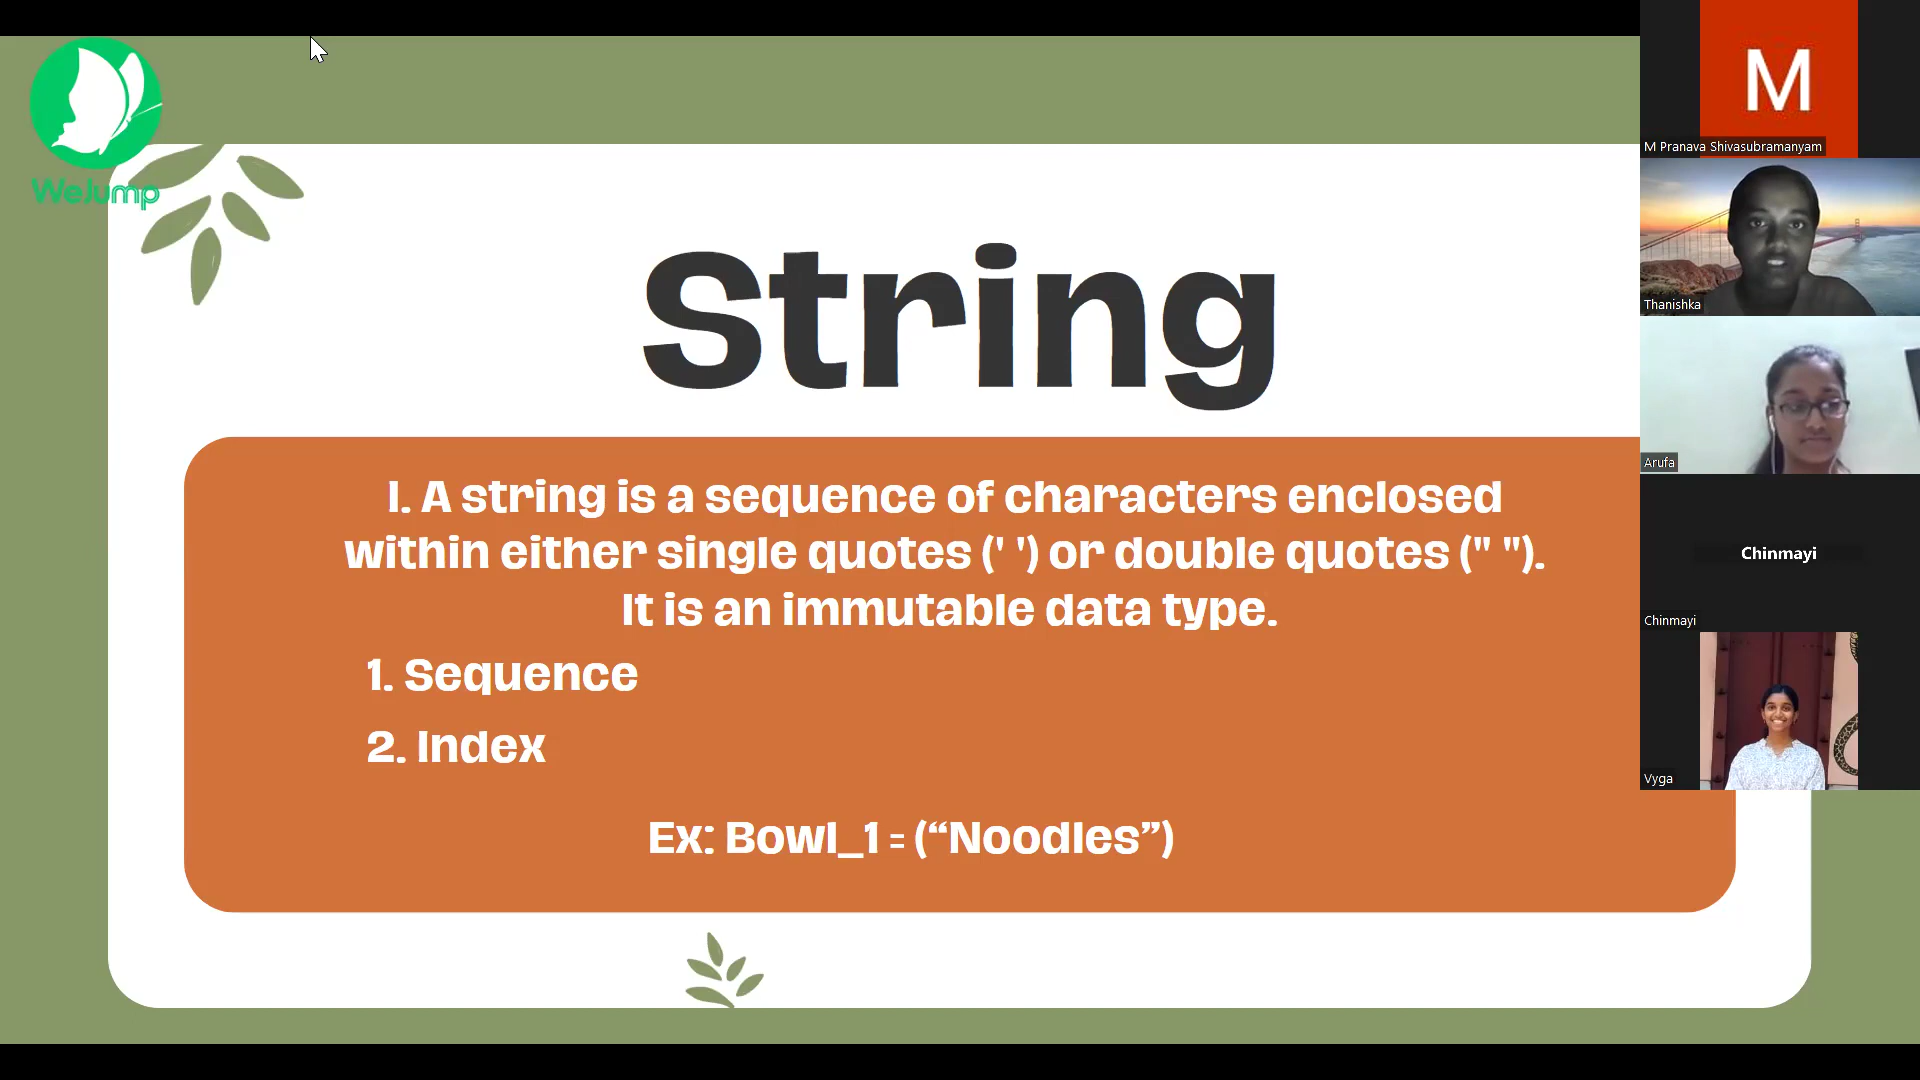 WeJump
String
I. A string is a sequence of characters enclosed
within either single quotes (' ') or double quotes (" ").
It is an immutable data type.
1. Sequence
2. Index
Ex: Bowl_1 = (“Noodles”)
M
M Pranava Shivasubramanyam
Thanishka
Arufa
Chinmayi
Chinmayi
Vyga